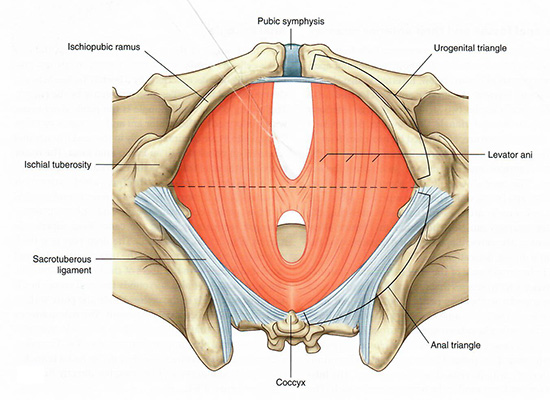 Pubic symphysis
Ischiopubic ramus
Urogenital triangle
Ischial tuberosity
Levator ani
Sacrotuberous
ligament
Anal triangle
Coccyx